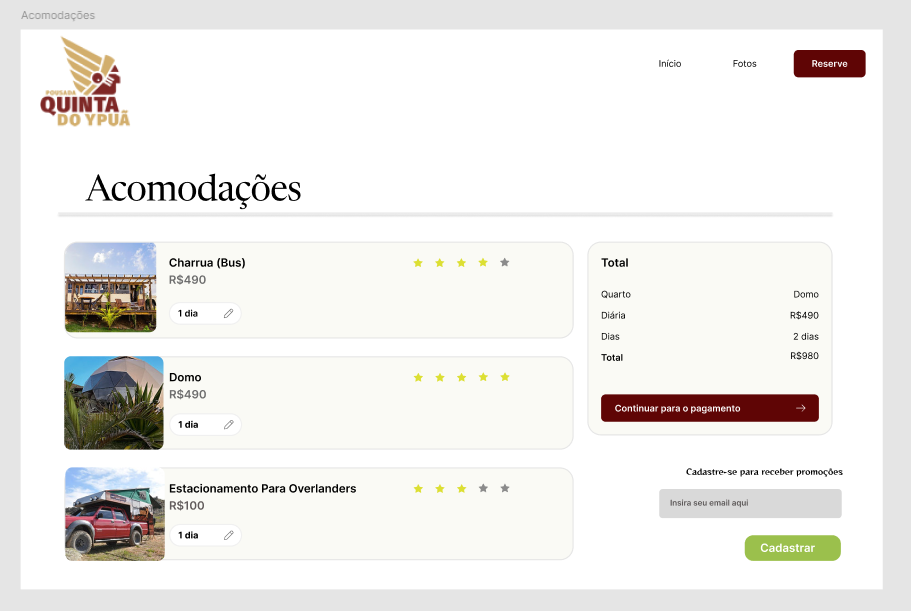 Acomodações
POUSADA
QUINTA
DO YPUÃ
Início
Fotos
Reserve
Acomodações
Charrua (Bus)
R$490
1 dia
Domo
R$490
1 dia
Estacionamento Para Overlanders
R$100
1 dia
Total
Quarto Domo
Diária R$490
Dias 2 dias
Total R$980
Continuar para o pagamento
Cadastre-se para receber promoções
Insira seu email aqui
Cadastrar